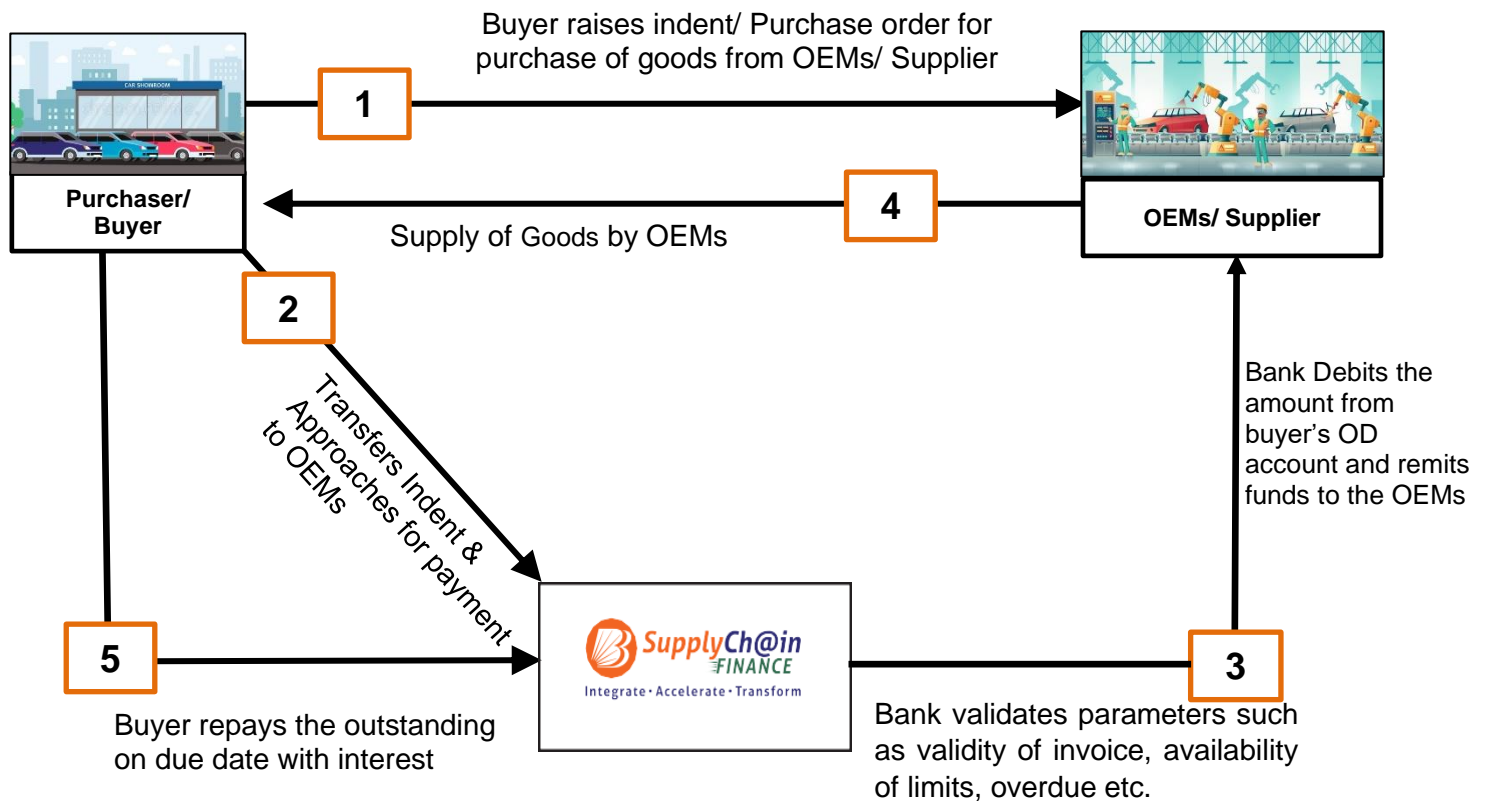 Buyer raises indent/ Purchase order for
purchase of goods from OEMs/ Supplier
CAR SHOWROOM
1
Purchaser/
Buyer
4
OEMs/ Supplier
Supply of Goods by OEMs
2
Transfers Indent &
Approaches for payment
to OEMs
Bank Debits the
amount from
buyer’s OD
account and remits
funds to the OEMs
5
SupplyCh@in
FINANCE
Integrate • Accelerate • Transform
3
Buyer repays the outstanding
on due date with interest
Bank validates parameters such
as validity of invoice, availability
of limits, overdue etc.